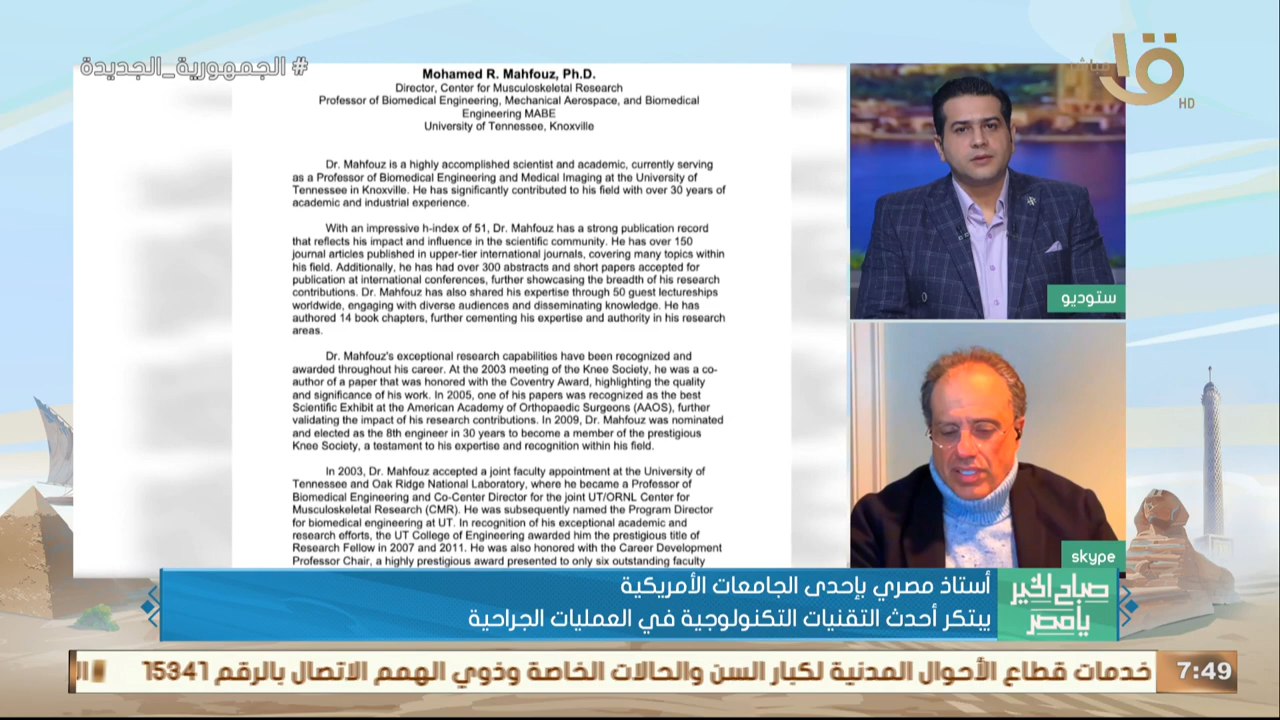 # الجمهورية_الجديدة
HD
Mohamed R. Mahfouz, Ph.D.
Director, Center for Musculoskeletal Research
Professor of Biomedical Engineering, Mechanical Aerospace, and Biomedical
Engineering MABE
University of Tennessee, Knoxville
Dr. Mahfouz is a highly accomplished scientist and academic, currently serving
as a Professor of Biomedical Engineering and Medical Imaging at the University of
Tennessee in Knoxville. He has significantly contributed to his field with over 30 years of
academic and industrial experience.
With an impressive h-index of 51, Dr. Mahfouz has a strong publication record
that reflects his impact and influence in the scientific community. He has over 150
journal articles published in upper-tier international journals, covering many topics within
his field. Additionally, he has had over 300 abstracts and short papers accepted for
publication at international conferences, further showcasing the breadth of his research
contributions. Dr. Mahfouz has also shared his expertise through 50 guest lectureships
worldwide, engaging with diverse audiences and disseminating knowledge. He has
authored 14 book chapters, further cementing his expertise and authority in his research
areas.
Dr. Mahfouz's exceptional research capabilities have been recognized and
awarded throughout his career. At the 2003 meeting of the Knee Society, he was a co-
author of a paper that was honored with the Coventry Award, highlighting the quality
and significance of his work. In 2005, one of his papers was recognized as the best
Scientific Exhibit at the American Academy of Orthopaedic Surgeons (AAOS), further
validating the impact of his research contributions. In 2009, Dr. Mahfouz was nominated
and elected as the 8th engineer in 30 years to become a member of the prestigious
Knee Society, a testament to his expertise and recognition within his field.
In 2003, Dr. Mahfouz accepted a joint faculty appointment at the University of
Tennessee and Oak Ridge National Laboratory, where he became a Professor of
Biomedical Engineering and Co-Center Director for the joint UT/ORNL Center for
Musculoskeletal Research (CMR). He was subsequently named the Program Director
for biomedical engineering at UT. In recognition of his exceptional academic and
research efforts, the UT College of Engineering awarded him the prestigious title of
Research Fellow in 2007 and 2011. He was also honored with the Career Development
Professor Chair, a highly prestigious award presented to only six outstanding faculty
ستوديو
skype
صباح الخير
يا مصر
أستاذ مصري بإحدى الجامعات الأمريكية
يبتكر أحدث التقنيات التكنولوجية في العمليات الجراحية
7:49
خدمات قطاع الأحوال المدنية لكبار السن والحالات الخاصة وذوي الهمم الاتصال بالرقم 15341